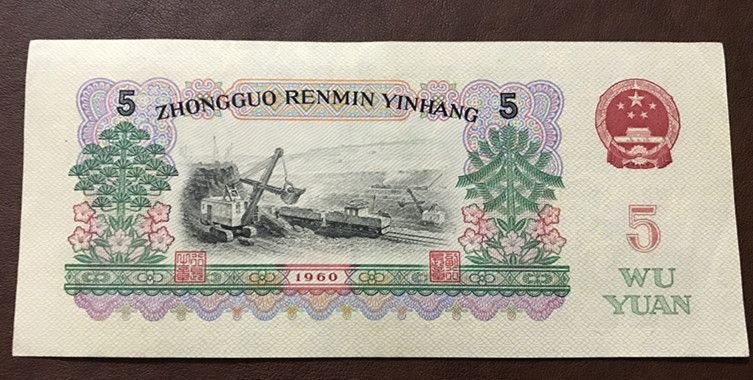 5 ZHONGGUO RENMIN YINHANG 5
5
WU
YUAN
1960